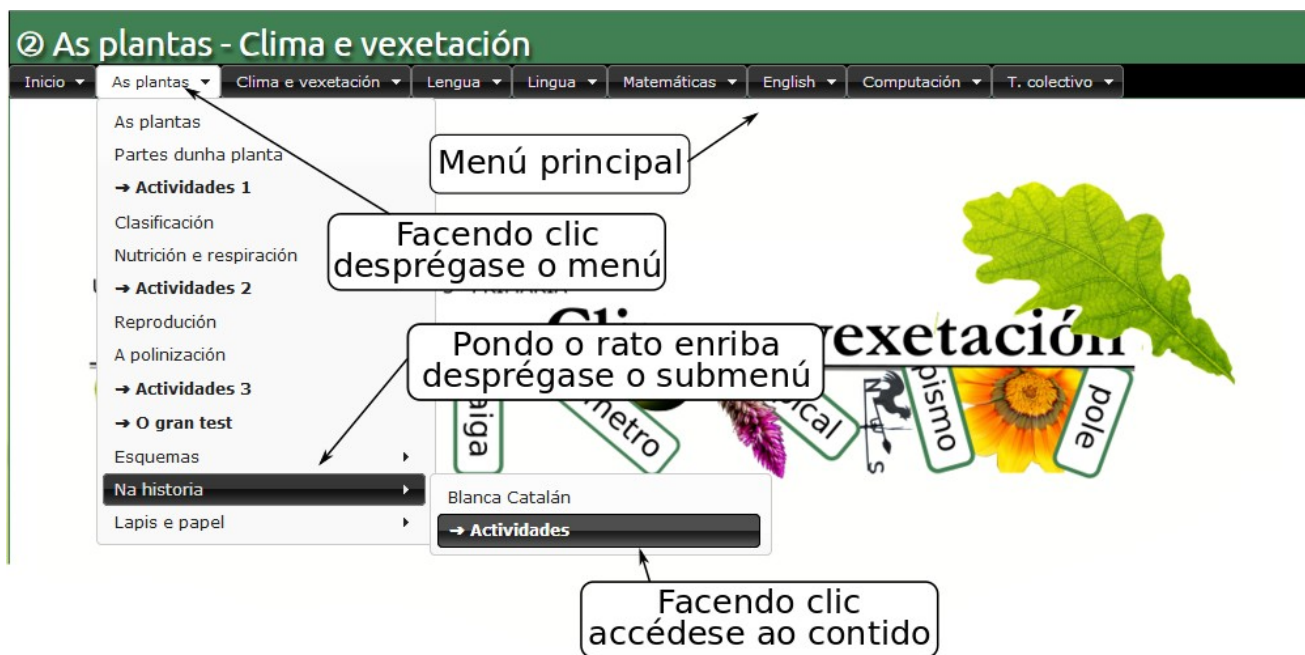 ② As plantas - Clima e vexetación
Inicio As plantas Clima e vexetación Lengua Lingua Matemáticas English Computación T. colectivo
As plantas
Partes dunha planta
→ Actividades 1
Clasificación
Nutrición e respiración
→ Actividades 2
Reprodución
A polinización
→ Actividades 3
→ O gran test
Esquemas
Na historia
Lapis e papel
Blanca Catalán
→ Actividades
Menú principal
Facendo clic
desprégase o menú
Pondo o rato enriba
desprégase o submenú
Facendo clic
accédese ao contido
vexetación
pole
N
S